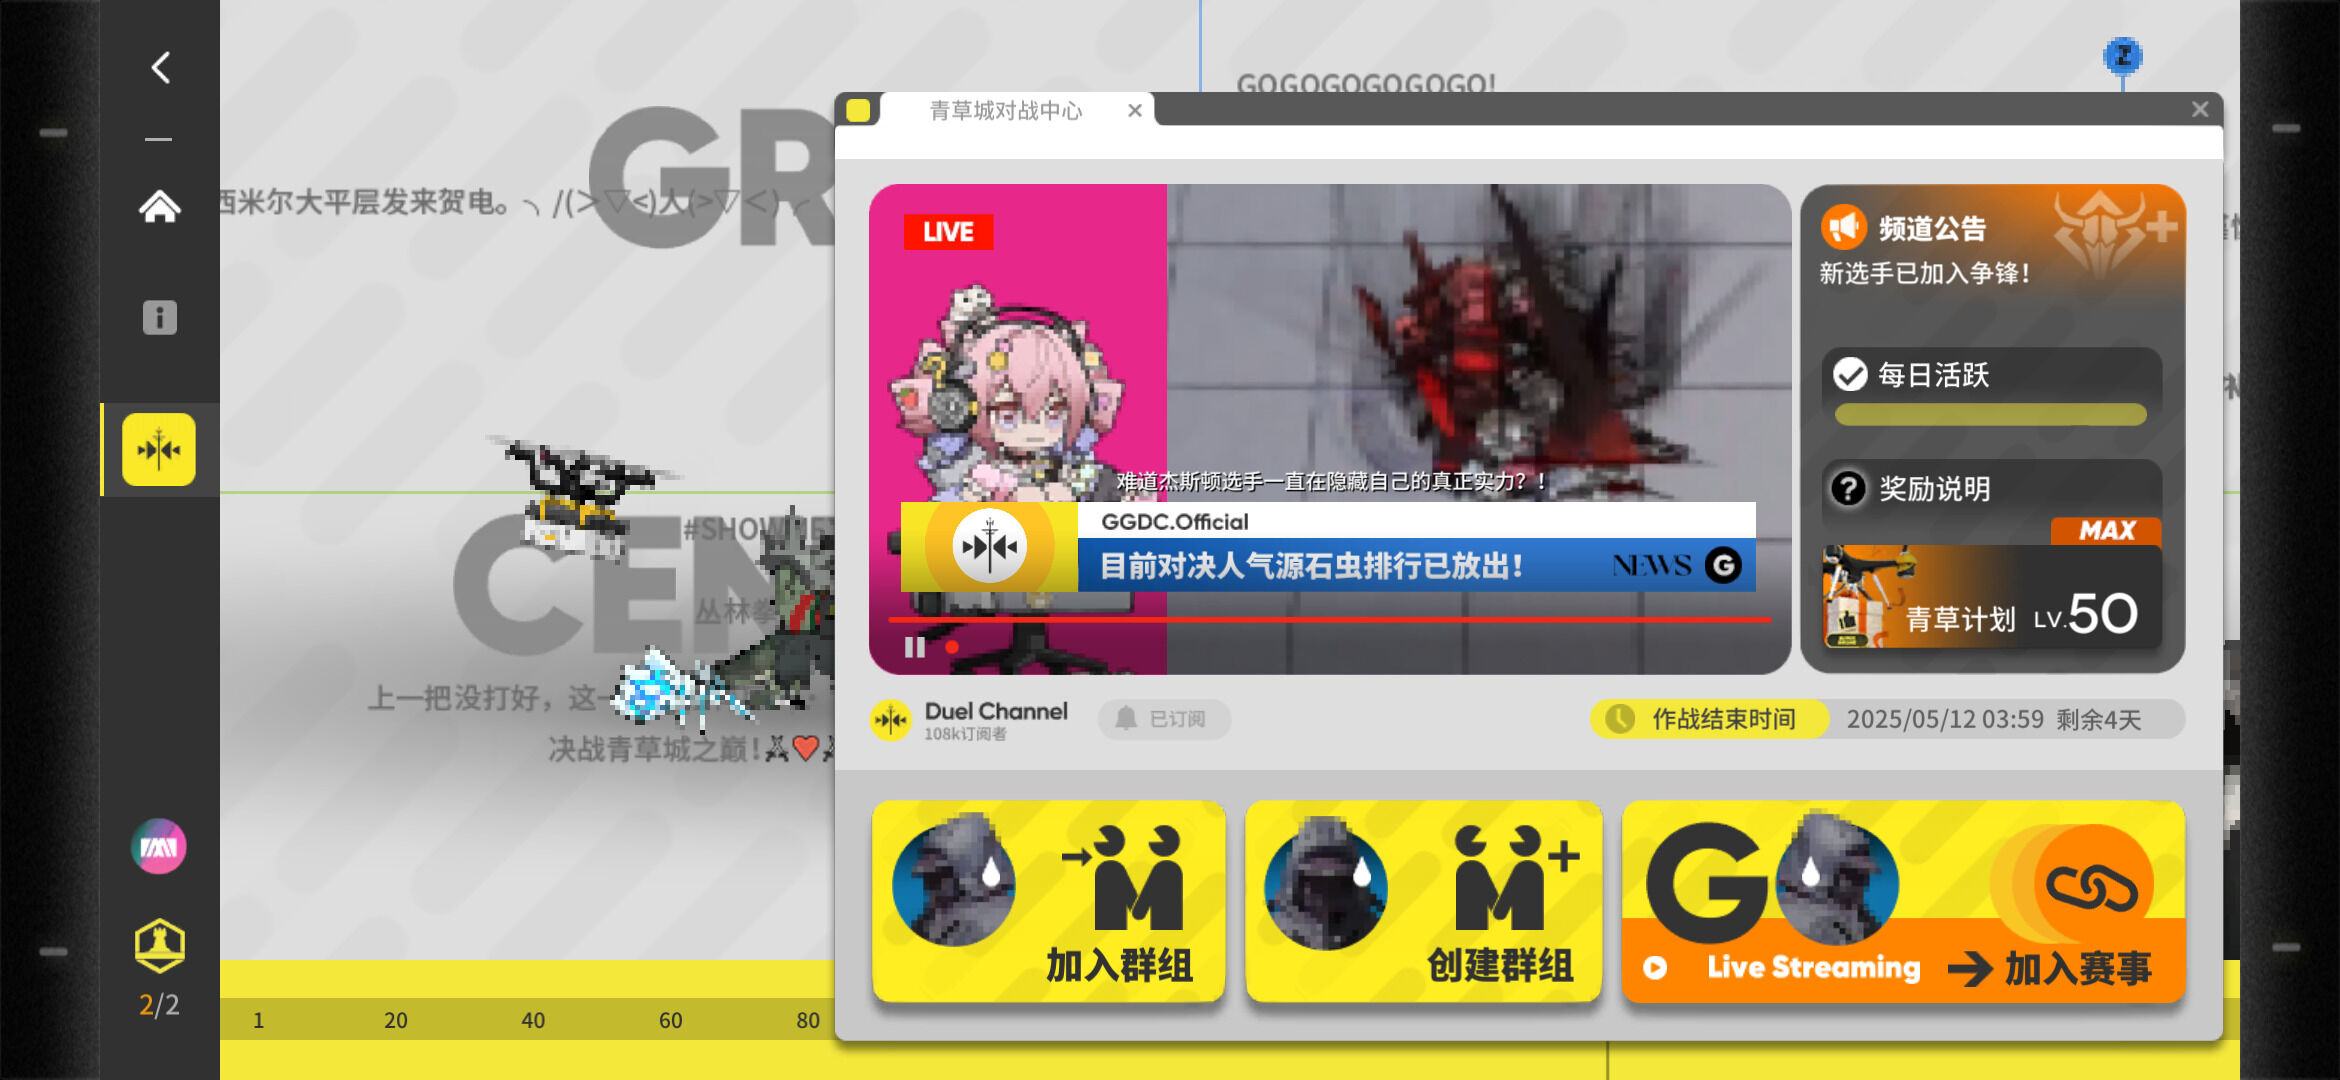 GOGOGOGOGOGO!
青草城对战中心
GR
西米尔大平层发来贺电。ヽ/(>▽<)人(>▽<)
LIVE
频道公告
新选手已加入争锋!
每日活跃
奖励说明
MAX
青草计划 LV.50
难道杰斯顿选手一直在隐藏自己的真正实力?!
GGDC.Official
目前对决人气源石虫排行已放出!
NEWS G
#SHOW
CEN
丛林拳
上一把没打好，这一
决战青草城之巅!
Duel Channel
108k订阅者
已订阅
作战结束时间
2025/05/12 03:59 剩余4天
加入群组
创建群组
G
Live Streaming
加入赛事
2/2
1 20 40 60 80